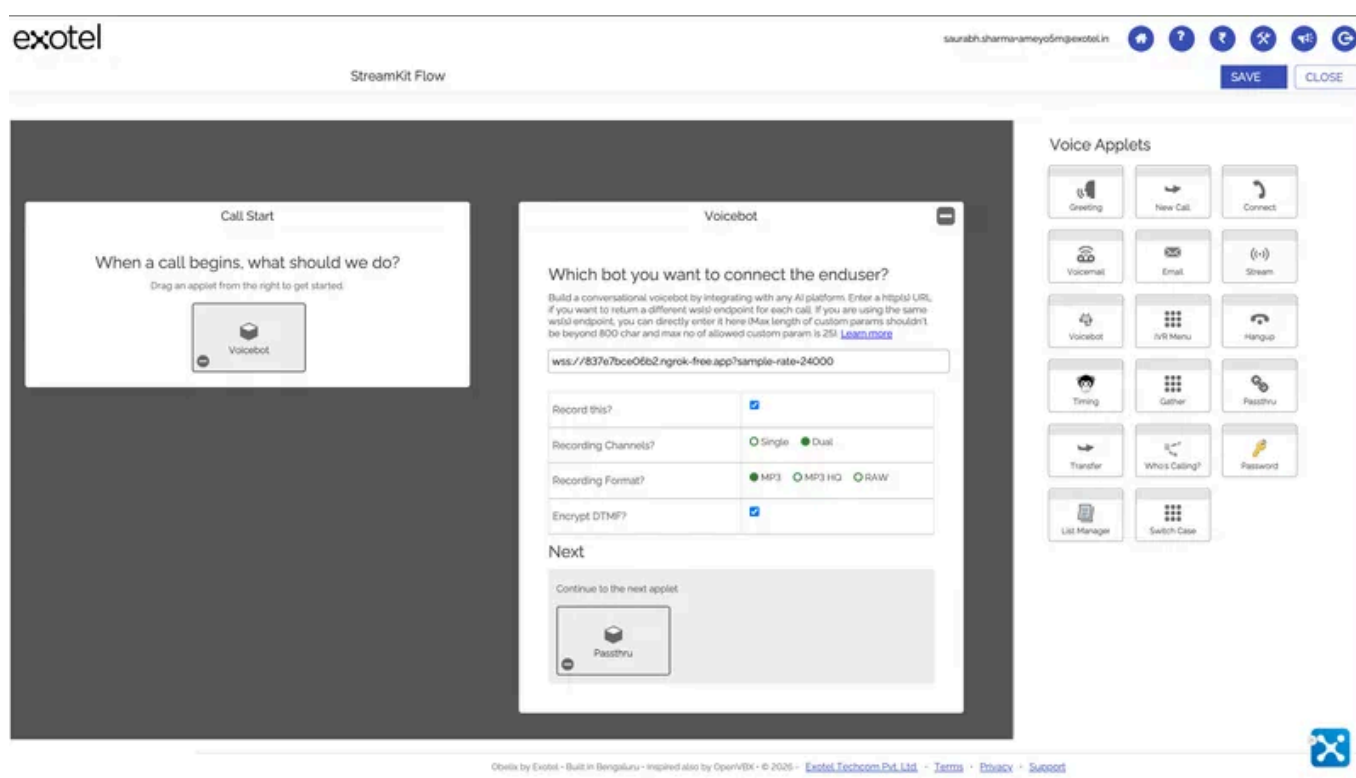 exotel
saurabh.sharma+ameyo5m@exotel.in
StreamKit Flow
SAVE
CLOSE
Call Start
When a call begins, what should we do?
Drag an applet from the right to get started.
Voicebot
Voicebot
Which bot you want to connect the enduser?
Build a conversational voicebot by integrating with any AI platform. Enter a http(s) URL,
if you want to return a different ws(s) endpoint for each call. If you are using the same
ws(s) endpoint, you can directly enter it here (Max length of custom params shouldn't
be beyond 800 char and max no of allowed custom param is 25). Learn more
wss://837e7bce06b2.ngrok-free.app?sample-rate=24000
Record this?
Recording Channels?
Single Dual
Recording Format?
MP3 MP3 HQ RAW
Encrypt DTMF?
Next
Continue to the next applet
Passthru
Voice Applets
Greeting
New Call
Connect
Voicemail
Email
Stream
Voicebot
IVR Menu
Hangup
Timing
Gather
Passthru
Transfer
Who's Calling?
Password
List Manager
Switch Case
Obelix by Exotel - Built in Bengaluru - inspired also by OpenVBX - © 2026 - Exotel Techcom Pvt. Ltd. - Terms - Privacy - Support